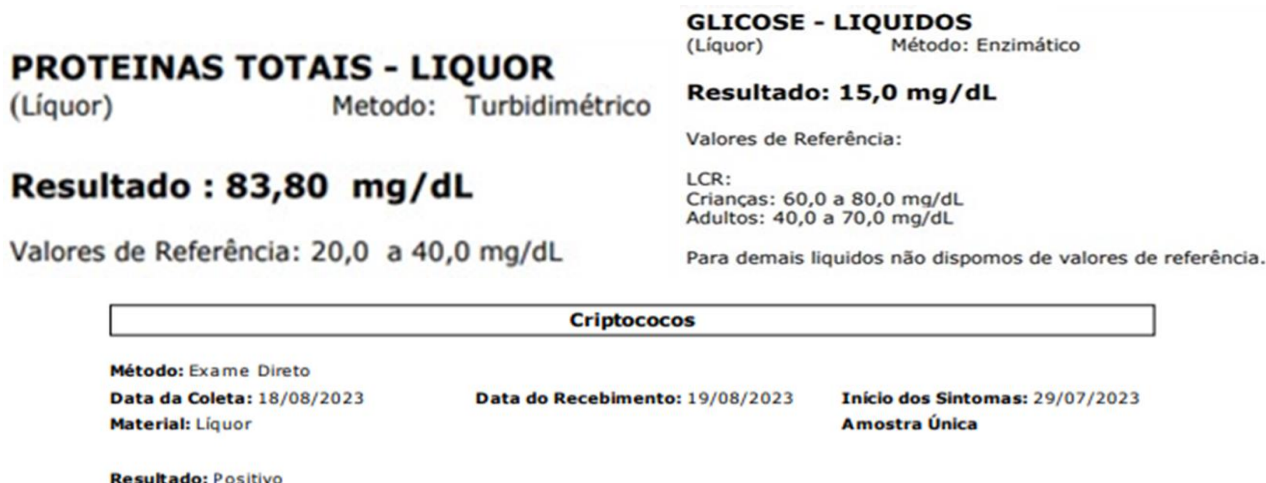 PROTEINAS TOTAIS - LIQUOR
(Líquor) Metodo: Turbidimétrico
Resultado : 83,80 mg/dL
Valores de Referência: 20,0 a 40,0 mg/dL
GLICOSE - LIQUIDOS
(Líquor) Método: Enzimático
Resultado: 15,0 mg/dL
Valores de Referência:
LCR:
Crianças: 60,0 a 80,0 mg/dL
Adultos: 40,0 a 70,0 mg/dL
Para demais liquidos não dispomos de valores de referência.
Criptococos
Método: Exame Direto
Data da Coleta: 18/08/2023 Data do Recebimento: 19/08/2023 Início dos Sintomas: 29/07/2023
Material: Líquor Amostra Única
Resultado: Positivo